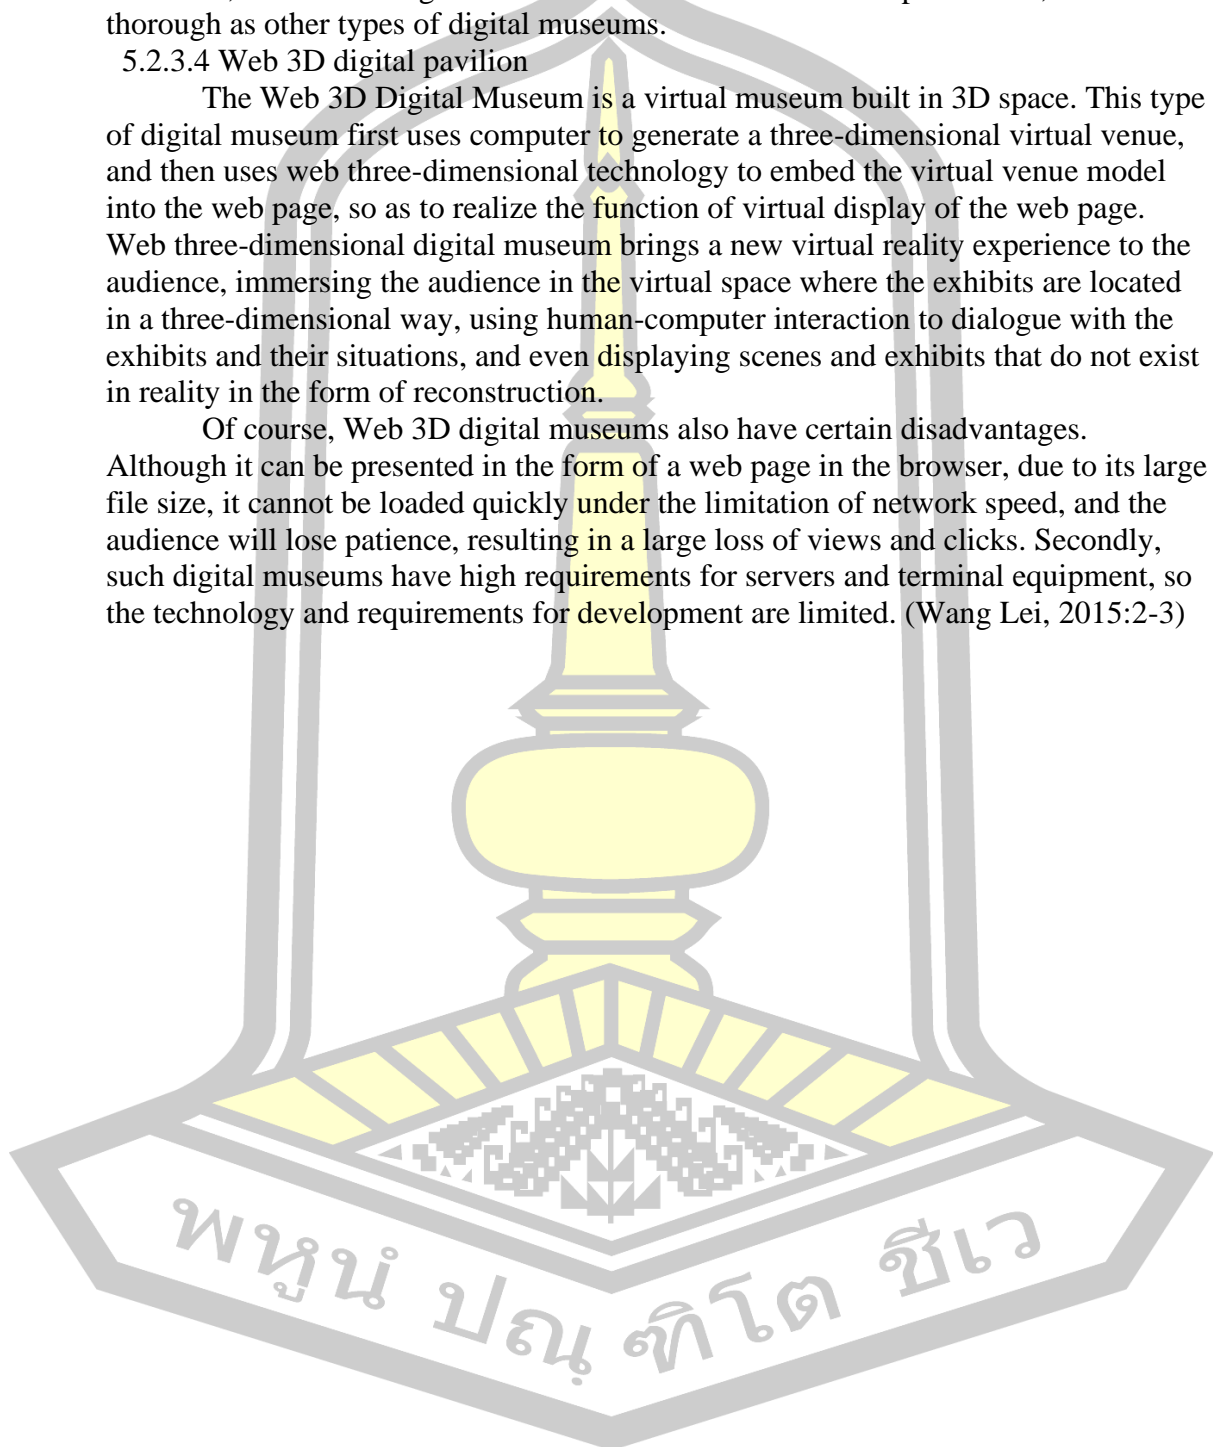 thorough as other types of digital museums.
5.2.3.4 Web 3D digital pavilion
The Web 3D Digital Museum is a virtual museum built in 3D space. This type
of digital museum first uses computer to generate a three-dimensional virtual venue,
and then uses web three-dimensional technology to embed the virtual venue model
into the web page, so as to realize the function of virtual display of the web page.
Web three-dimensional digital museum brings a new virtual reality experience to the
audience, immersing the audience in the virtual space where the exhibits are located
in a three-dimensional way, using human-computer interaction to dialogue with the
exhibits and their situations, and even displaying scenes and exhibits that do not exist
in reality in the form of reconstruction.
Of course, Web 3D digital museums also have certain disadvantages.
Although it can be presented in the form of a web page in the browser, due to its large
file size, it cannot be loaded quickly under the limitation of network speed, and the
audience will lose patience, resulting in a large loss of views and clicks. Secondly,
such digital museums have high requirements for servers and terminal equipment, so
the technology and requirements for development are limited. (Wang Lei, 2015:2-3)
พหูนํ ปณฺ ฑิโต ชีเว